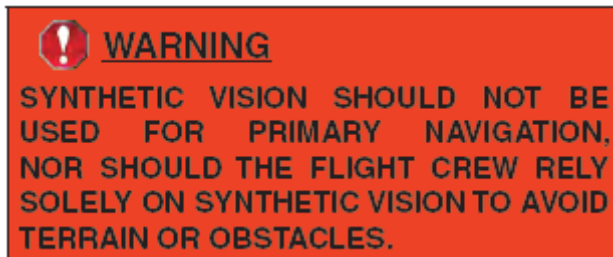 WARNING
SYNTHETIC VISION SHOULD NOT BE
USED FOR PRIMARY NAVIGATION,
NOR SHOULD THE FLIGHT CREW RELY
SOLELY ON SYNTHETIC VISION TO AVOID
TERRAIN OR OBSTACLES.